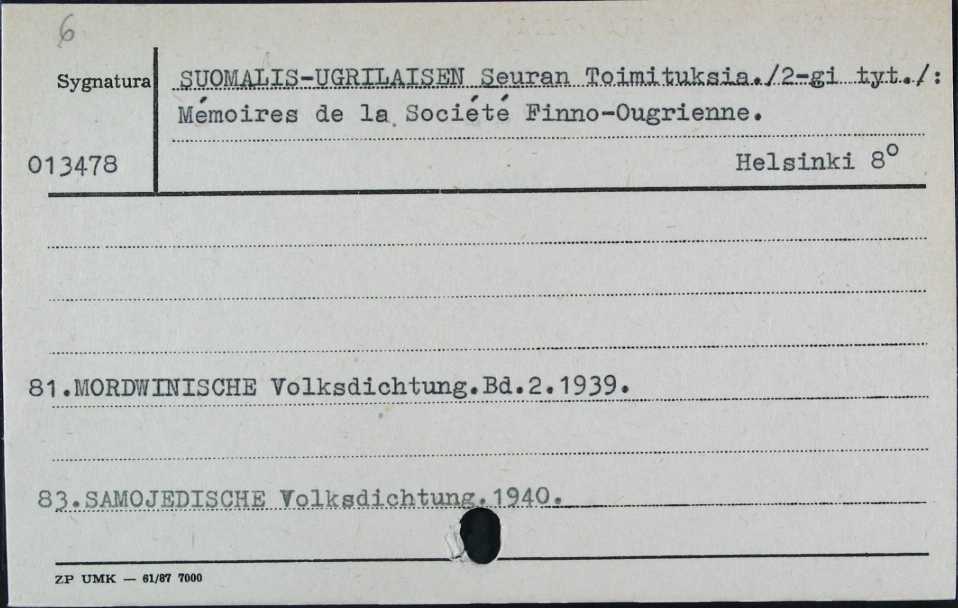 6
Sygnatura
SUOMALIS-UGRILAISEN Seuran Toimituksia./2-gi tyt./:
Mémoires de la Société Finno-Ougrienne.
013478
Helsinki 8°
81.MORDWINISCHE Volksdichtung.Bd.2.1939.
83.SAMOJEDISCHE Volksdichtung.1940.
ZP UMK — 61/87 7000